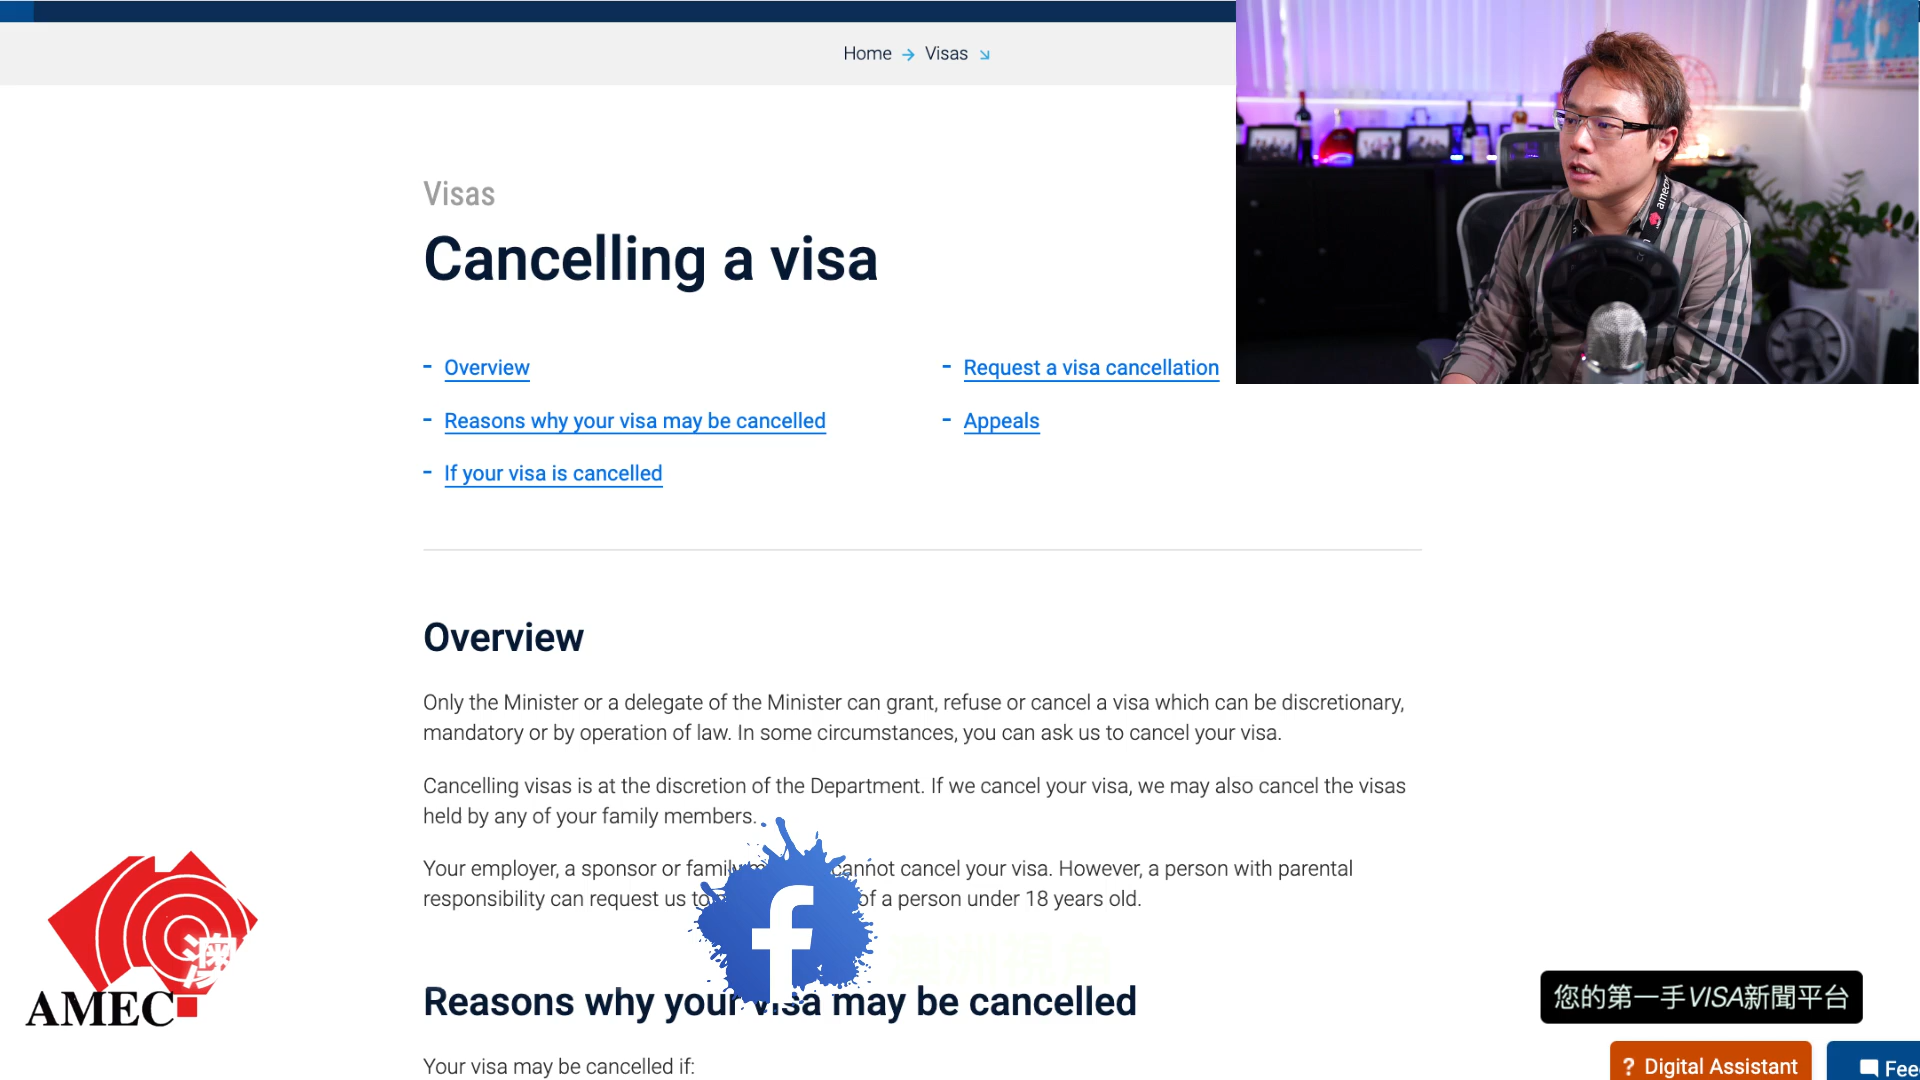 Home → Visas
Visas
Cancelling a visa
- Overview
- Request a visa cancellation
- Reasons why your visa may be cancelled
- Appeals
- If your visa is cancelled
Overview
Only the Minister or a delegate of the Minister can grant, refuse or cancel a visa which can be discretionary,
mandatory or by operation of law. In some circumstances, you can ask us to cancel your visa.
Cancelling visas is at the discretion of the Department. If we cancel your visa, we may also cancel the visas
held by any of your family members.
Your employer, a sponsor or family cannot cancel your visa. However, a person with parental
responsibility can request us to of a person under 18 years old.
Reasons why your visa may be cancelled
Your visa may be cancelled if:
澳
AMEC
amec
您的第一手VISA新聞平台
? Digital Assistant